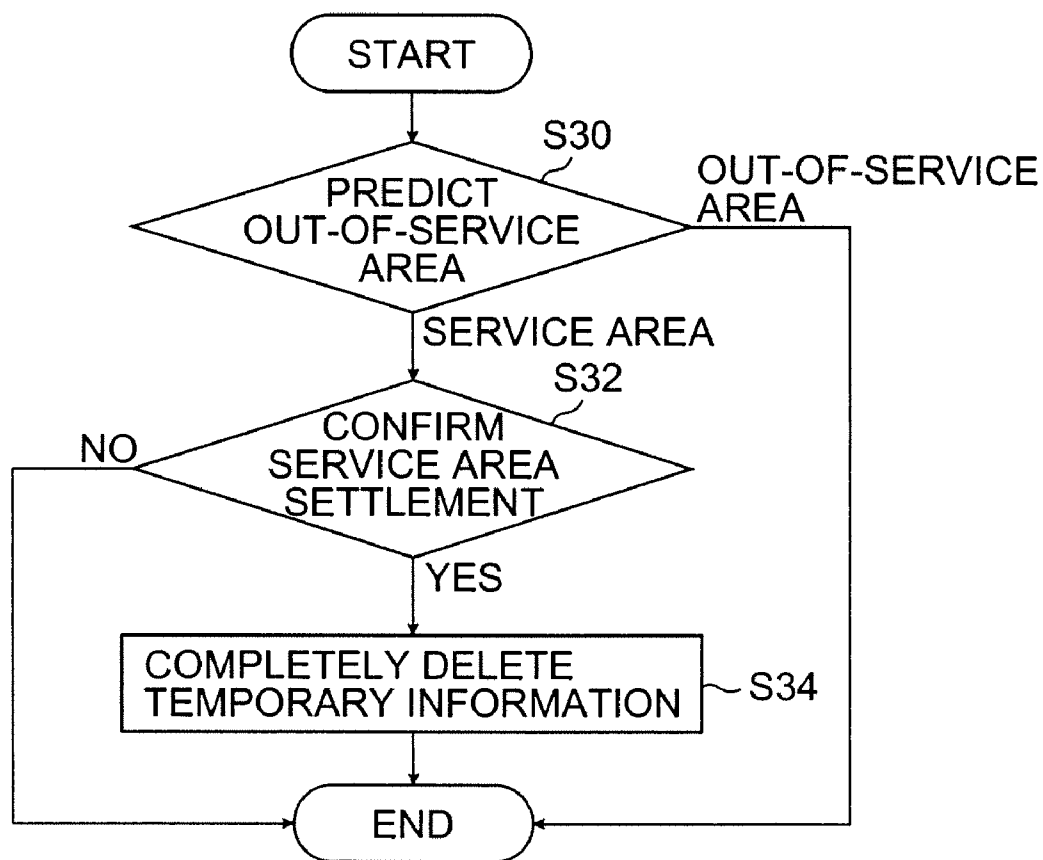 START
S30
PREDICT
OUT-OF-SERVICE
AREA
OUT-OF-SERVICE
AREA
SERVICE AREA
S32
CONFIRM
SERVICE AREA
SETTLEMENT
NO
YES
COMPLETELY DELETE
TEMPORARY INFORMATION
S34
END